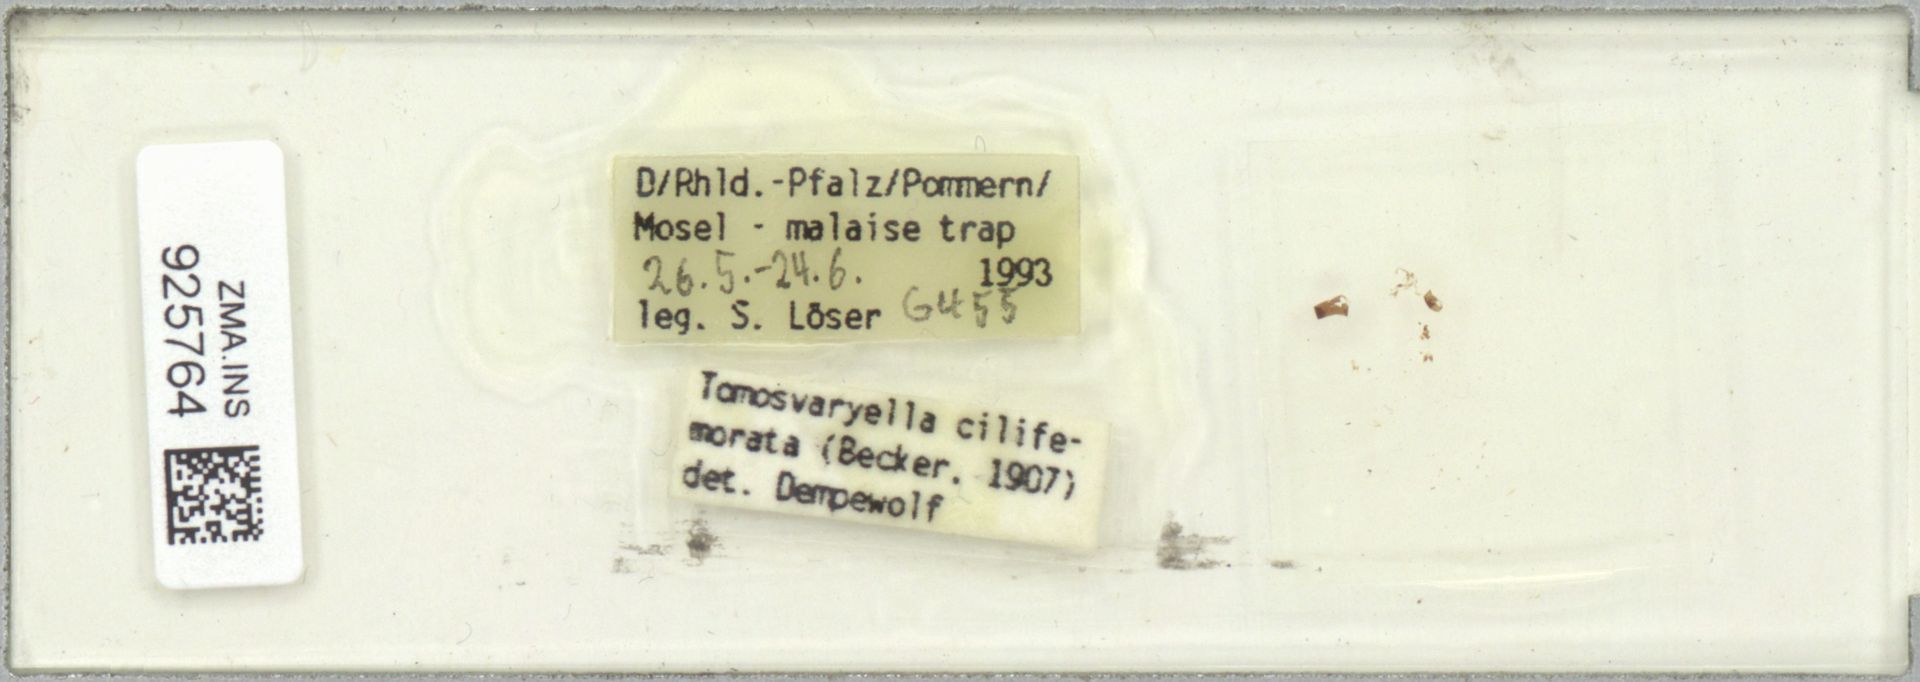 ZMA.INS
925764
D/Rhld.-Pfalz/Pommern/
Mosel - malaise trap
26.5.-24.6. 1993
leg. S. Löser G455
Tomosvaryella cilife-
morata (Becker, 1907)
det. Dempewolf